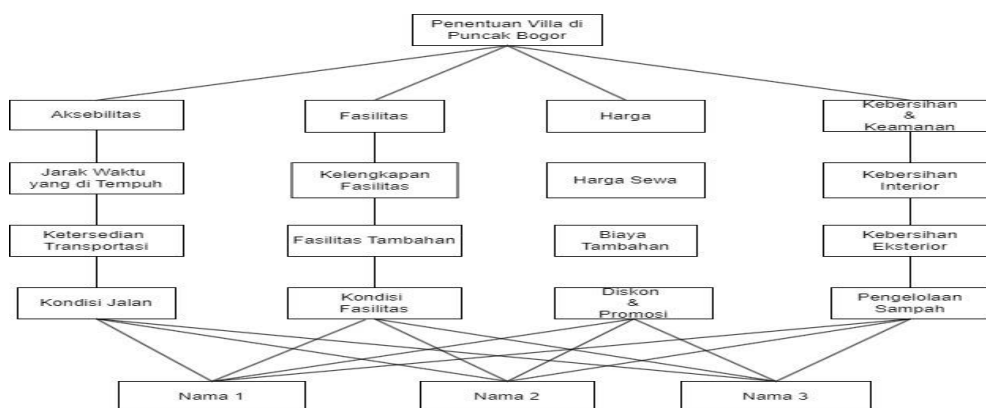 Penentuan Villa di
Puncak Bogor
Aksebilitas
Fasilitas
Harga
Kebersihan
&
Keamanan
Jarak Waktu
yang di Tempuh
Kelengkapan
Fasilitas
Harga Sewa
Kebersihan
Interior
Ketersedian
Transportasi
Fasilitas Tambahan
Biaya
Tambahan
Kebersihan
Eksterior
Kondisi Jalan
Kondisi
Fasilitas
Diskon
&
Promosi
Pengelolaan
Sampah
Nama 1
Nama 2
Nama 3